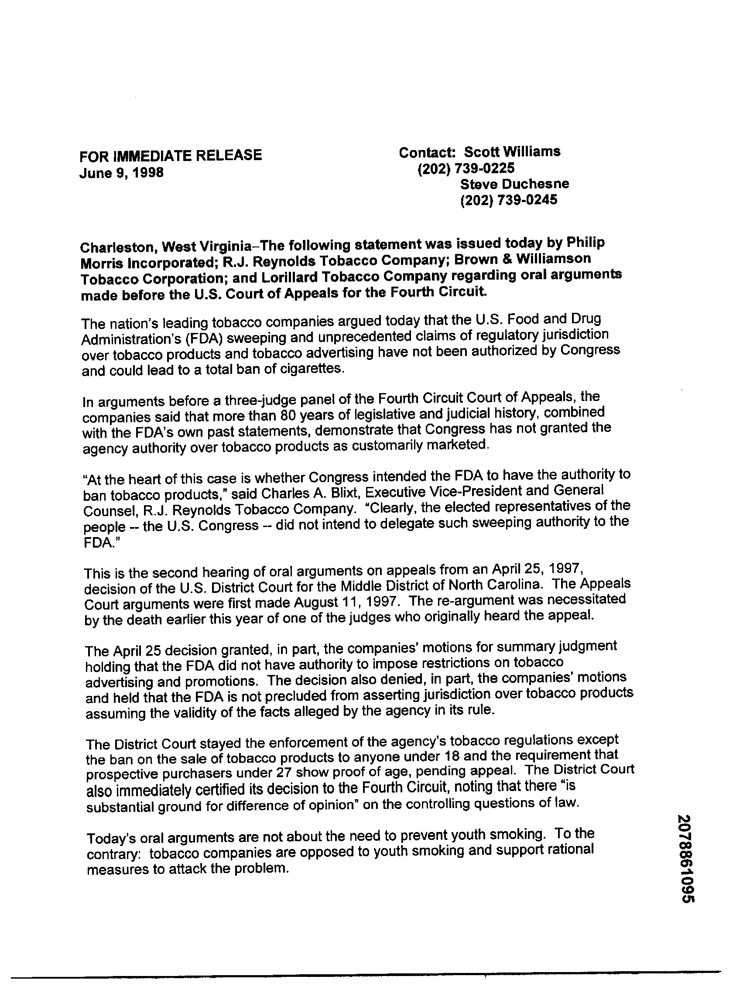 FOR IMMEDIATE RELEASE
June 9, 1998
Contact: Scott Williams
(202) 739-0225
Steve Duchesne
(202) 739-0245
Charleston, West Virginia–The following statement was issued today by Philip
Morris Incorporated; R.J. Reynolds Tobacco Company; Brown & Williamson
Tobacco Corporation; and Lorillard Tobacco Company regarding oral arguments
made before the U.S. Court of Appeals for the Fourth Circuit.
The nation's leading tobacco companies argued today that the U.S. Food and Drug
Administration's (FDA) sweeping and unprecedented claims of regulatory jurisdiction
over tobacco products and tobacco advertising have not been authorized by Congress
and could lead to a total ban of cigarettes.
In arguments before a three-judge panel of the Fourth Circuit Court of Appeals, the
companies said that more than 80 years of legislative and judicial history, combined
with the FDA's own past statements, demonstrate that Congress has not granted the
agency authority over tobacco products as customarily marketed.
"At the heart of this case is whether Congress intended the FDA to have the authority to
ban tobacco products," said Charles A. Blixt, Executive Vice-President and General
Counsel, R.J. Reynolds Tobacco Company. "Clearly, the elected representatives of the
people -- the U.S. Congress -- did not intend to delegate such sweeping authority to the
FDA."
This is the second hearing of oral arguments on appeals from an April 25, 1997,
decision of the U.S. District Court for the Middle District of North Carolina. The Appeals
Court arguments were first made August 11, 1997. The re-argument was necessitated
by the death earlier this year of one of the judges who originally heard the appeal.
The April 25 decision granted, in part, the companies' motions for summary judgment
holding that the FDA did not have authority to impose restrictions on tobacco
advertising and promotions. The decision also denied, in part, the companies' motions
and held that the FDA is not precluded from asserting jurisdiction over tobacco products
assuming the validity of the facts alleged by the agency in its rule.
The District Court stayed the enforcement of the agency's tobacco regulations except
the ban on the sale of tobacco products to anyone under 18 and the requirement that
prospective purchasers under 27 show proof of age, pending appeal. The District Court
also immediately certified its decision to the Fourth Circuit, noting that there "is
substantial ground for difference of opinion" on the controlling questions of law.
Today's oral arguments are not about the need to prevent youth smoking. To the
contrary: tobacco companies are opposed to youth smoking and support rational
measures to attack the problem.
2078861095